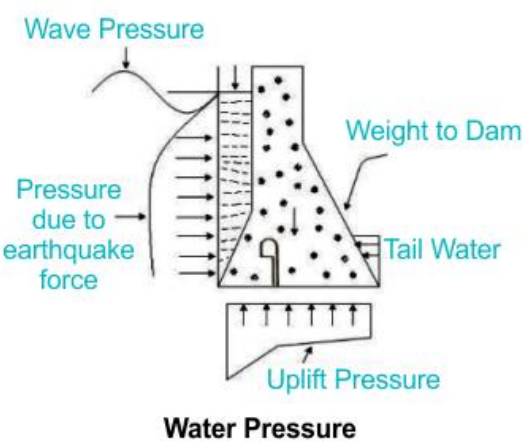 Wave Pressure
Weight to Dam
Pressure
due to
earthquake
force
Tail Water
Uplift Pressure
Water Pressure